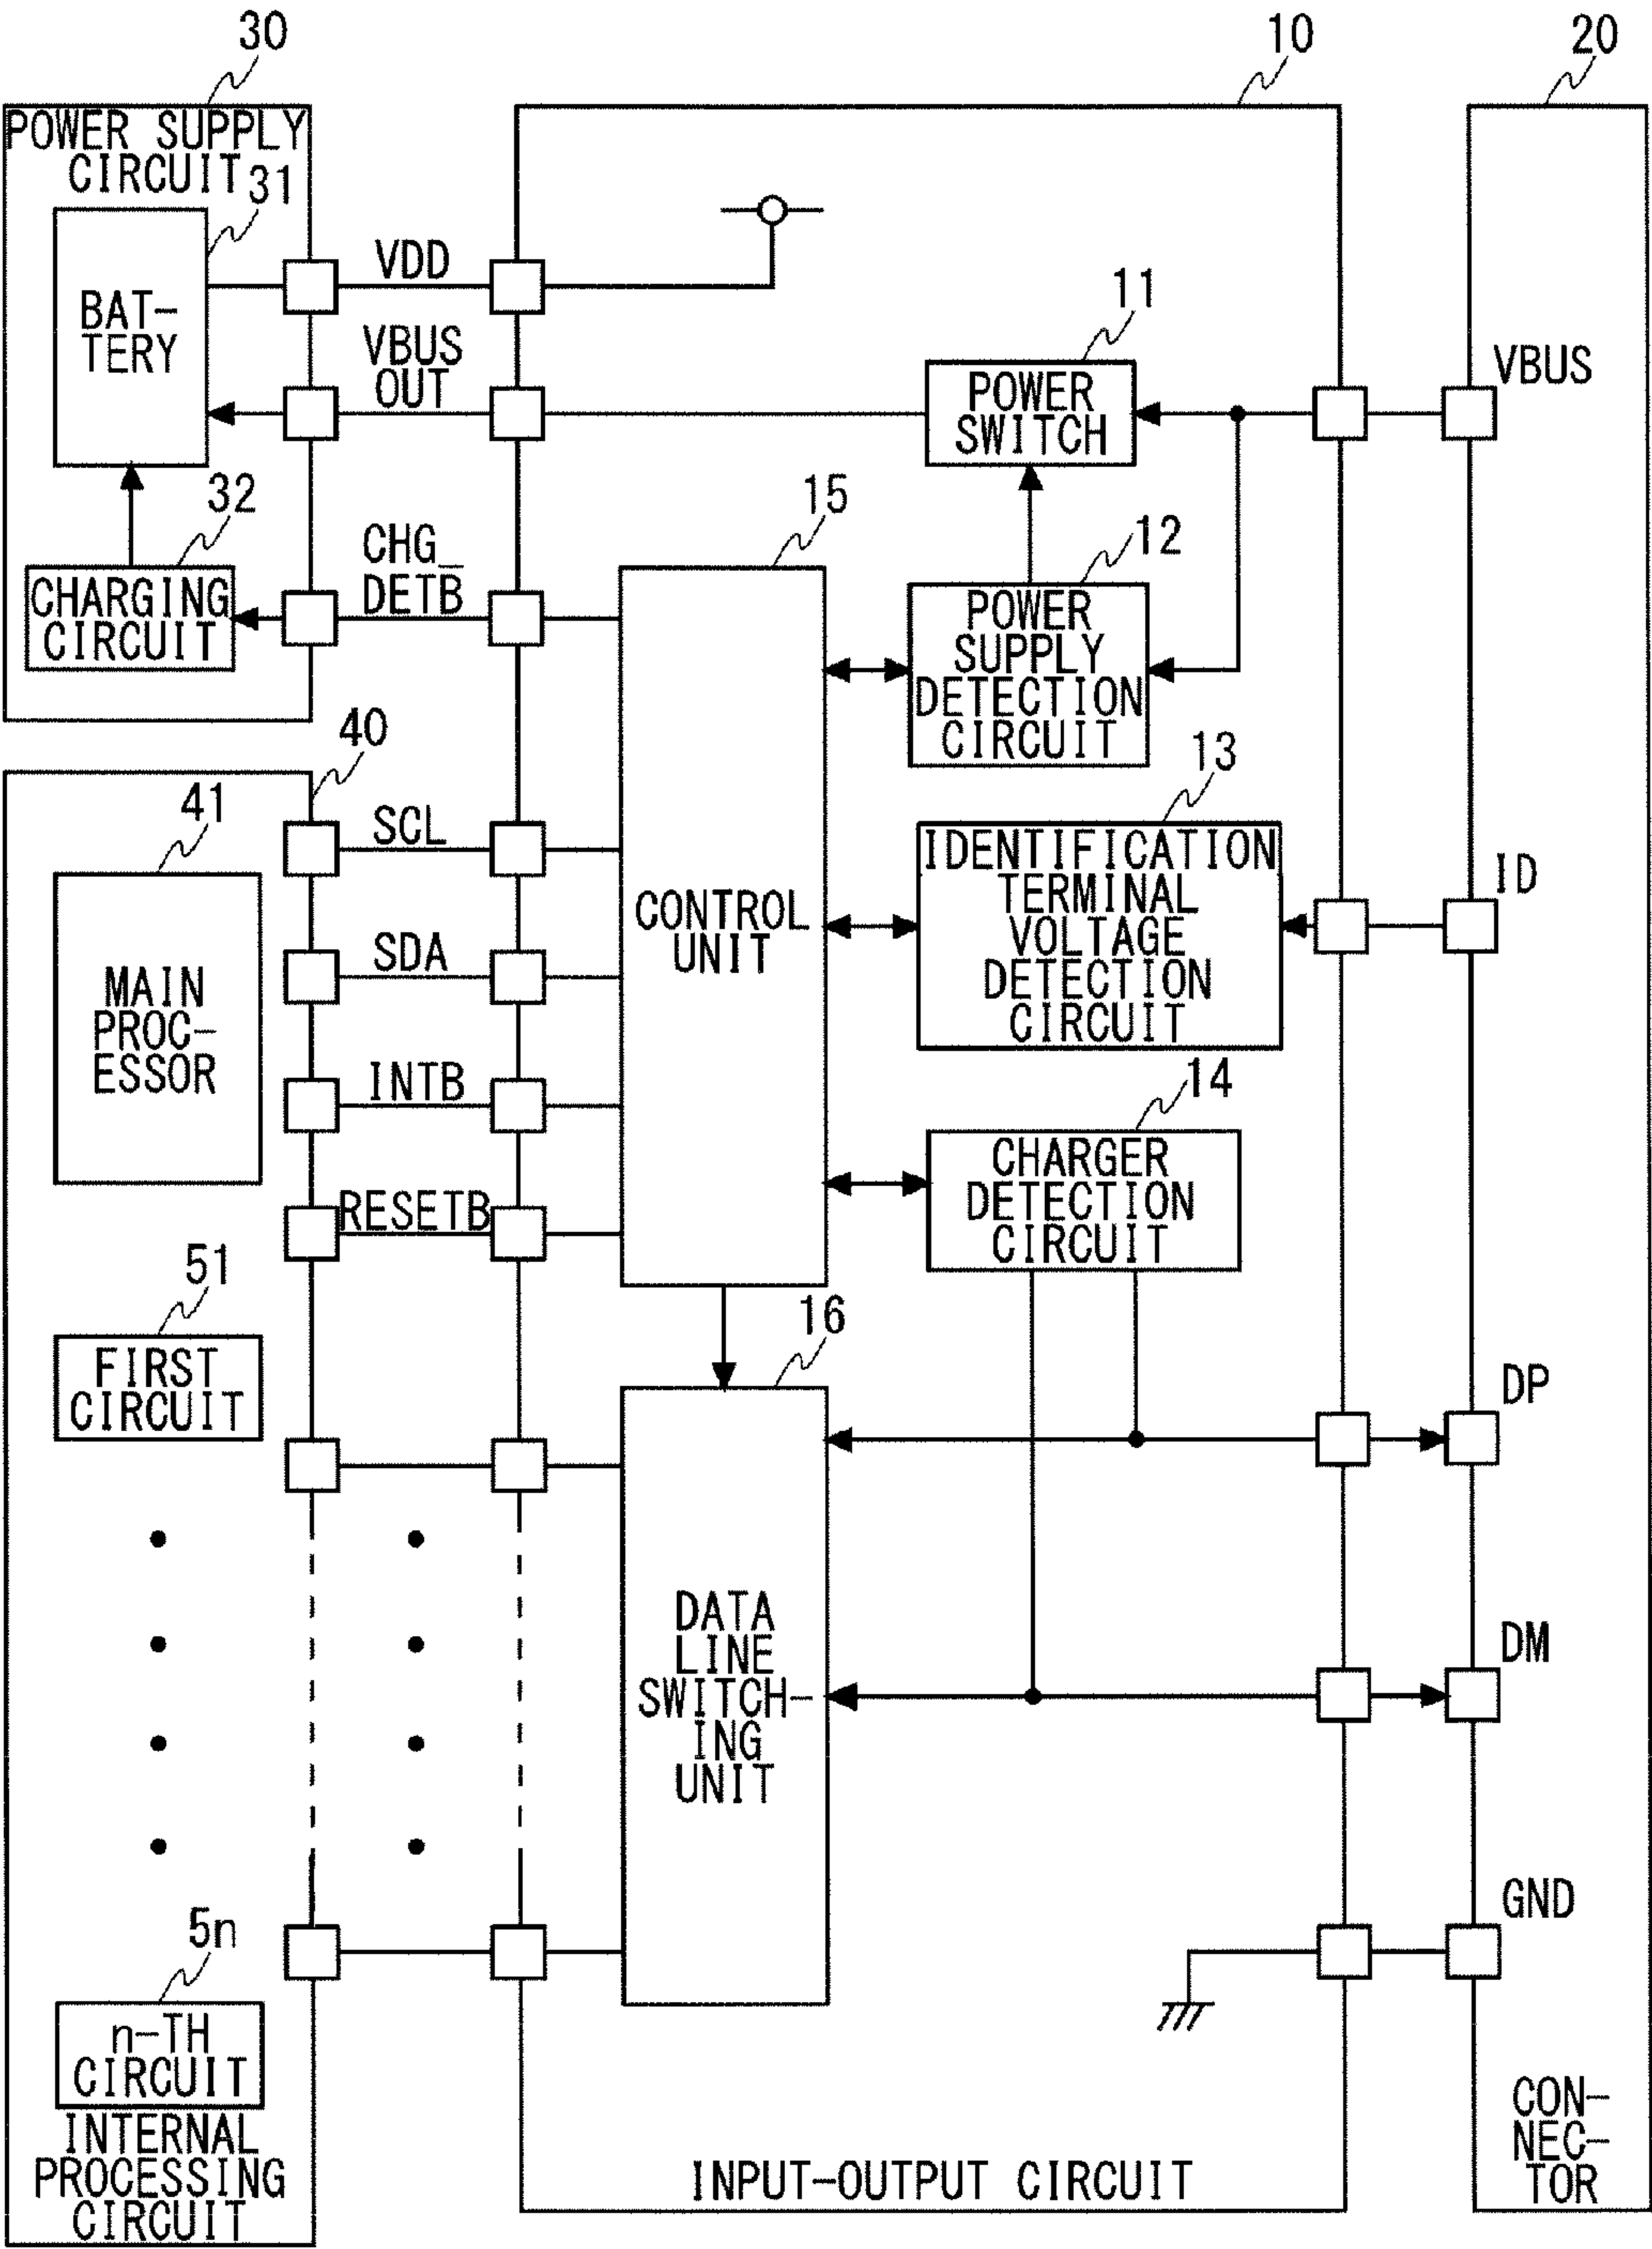 30
10
20
POWER SUPPLY
CIRCUIT
31
BAT-
TERY
VDD
VBUS
OUT
11
POWER
SWITCH
VBUS
32
CHARGING
CIRCUIT
CHG_
DETB
15
CONTROL
UNIT
12
POWER
SUPPLY
DETECTION
CIRCUIT
40
41
MAIN
PROC-
ESSOR
SCL
SDA
INTB
RESETB
13
IDENTIFICATION
TERMINAL
VOLTAGE
DETECTION
CIRCUIT
ID
14
CHARGER
DETECTION
CIRCUIT
51
FIRST
CIRCUIT
16
DATA
LINE
SWITCH-
ING
UNIT
DP
DM
GND
5n
n-TH
CIRCUIT
INTERNAL
PROCESSING
CIRCUIT
INPUT-OUTPUT CIRCUIT
CON-
NEC-
TOR